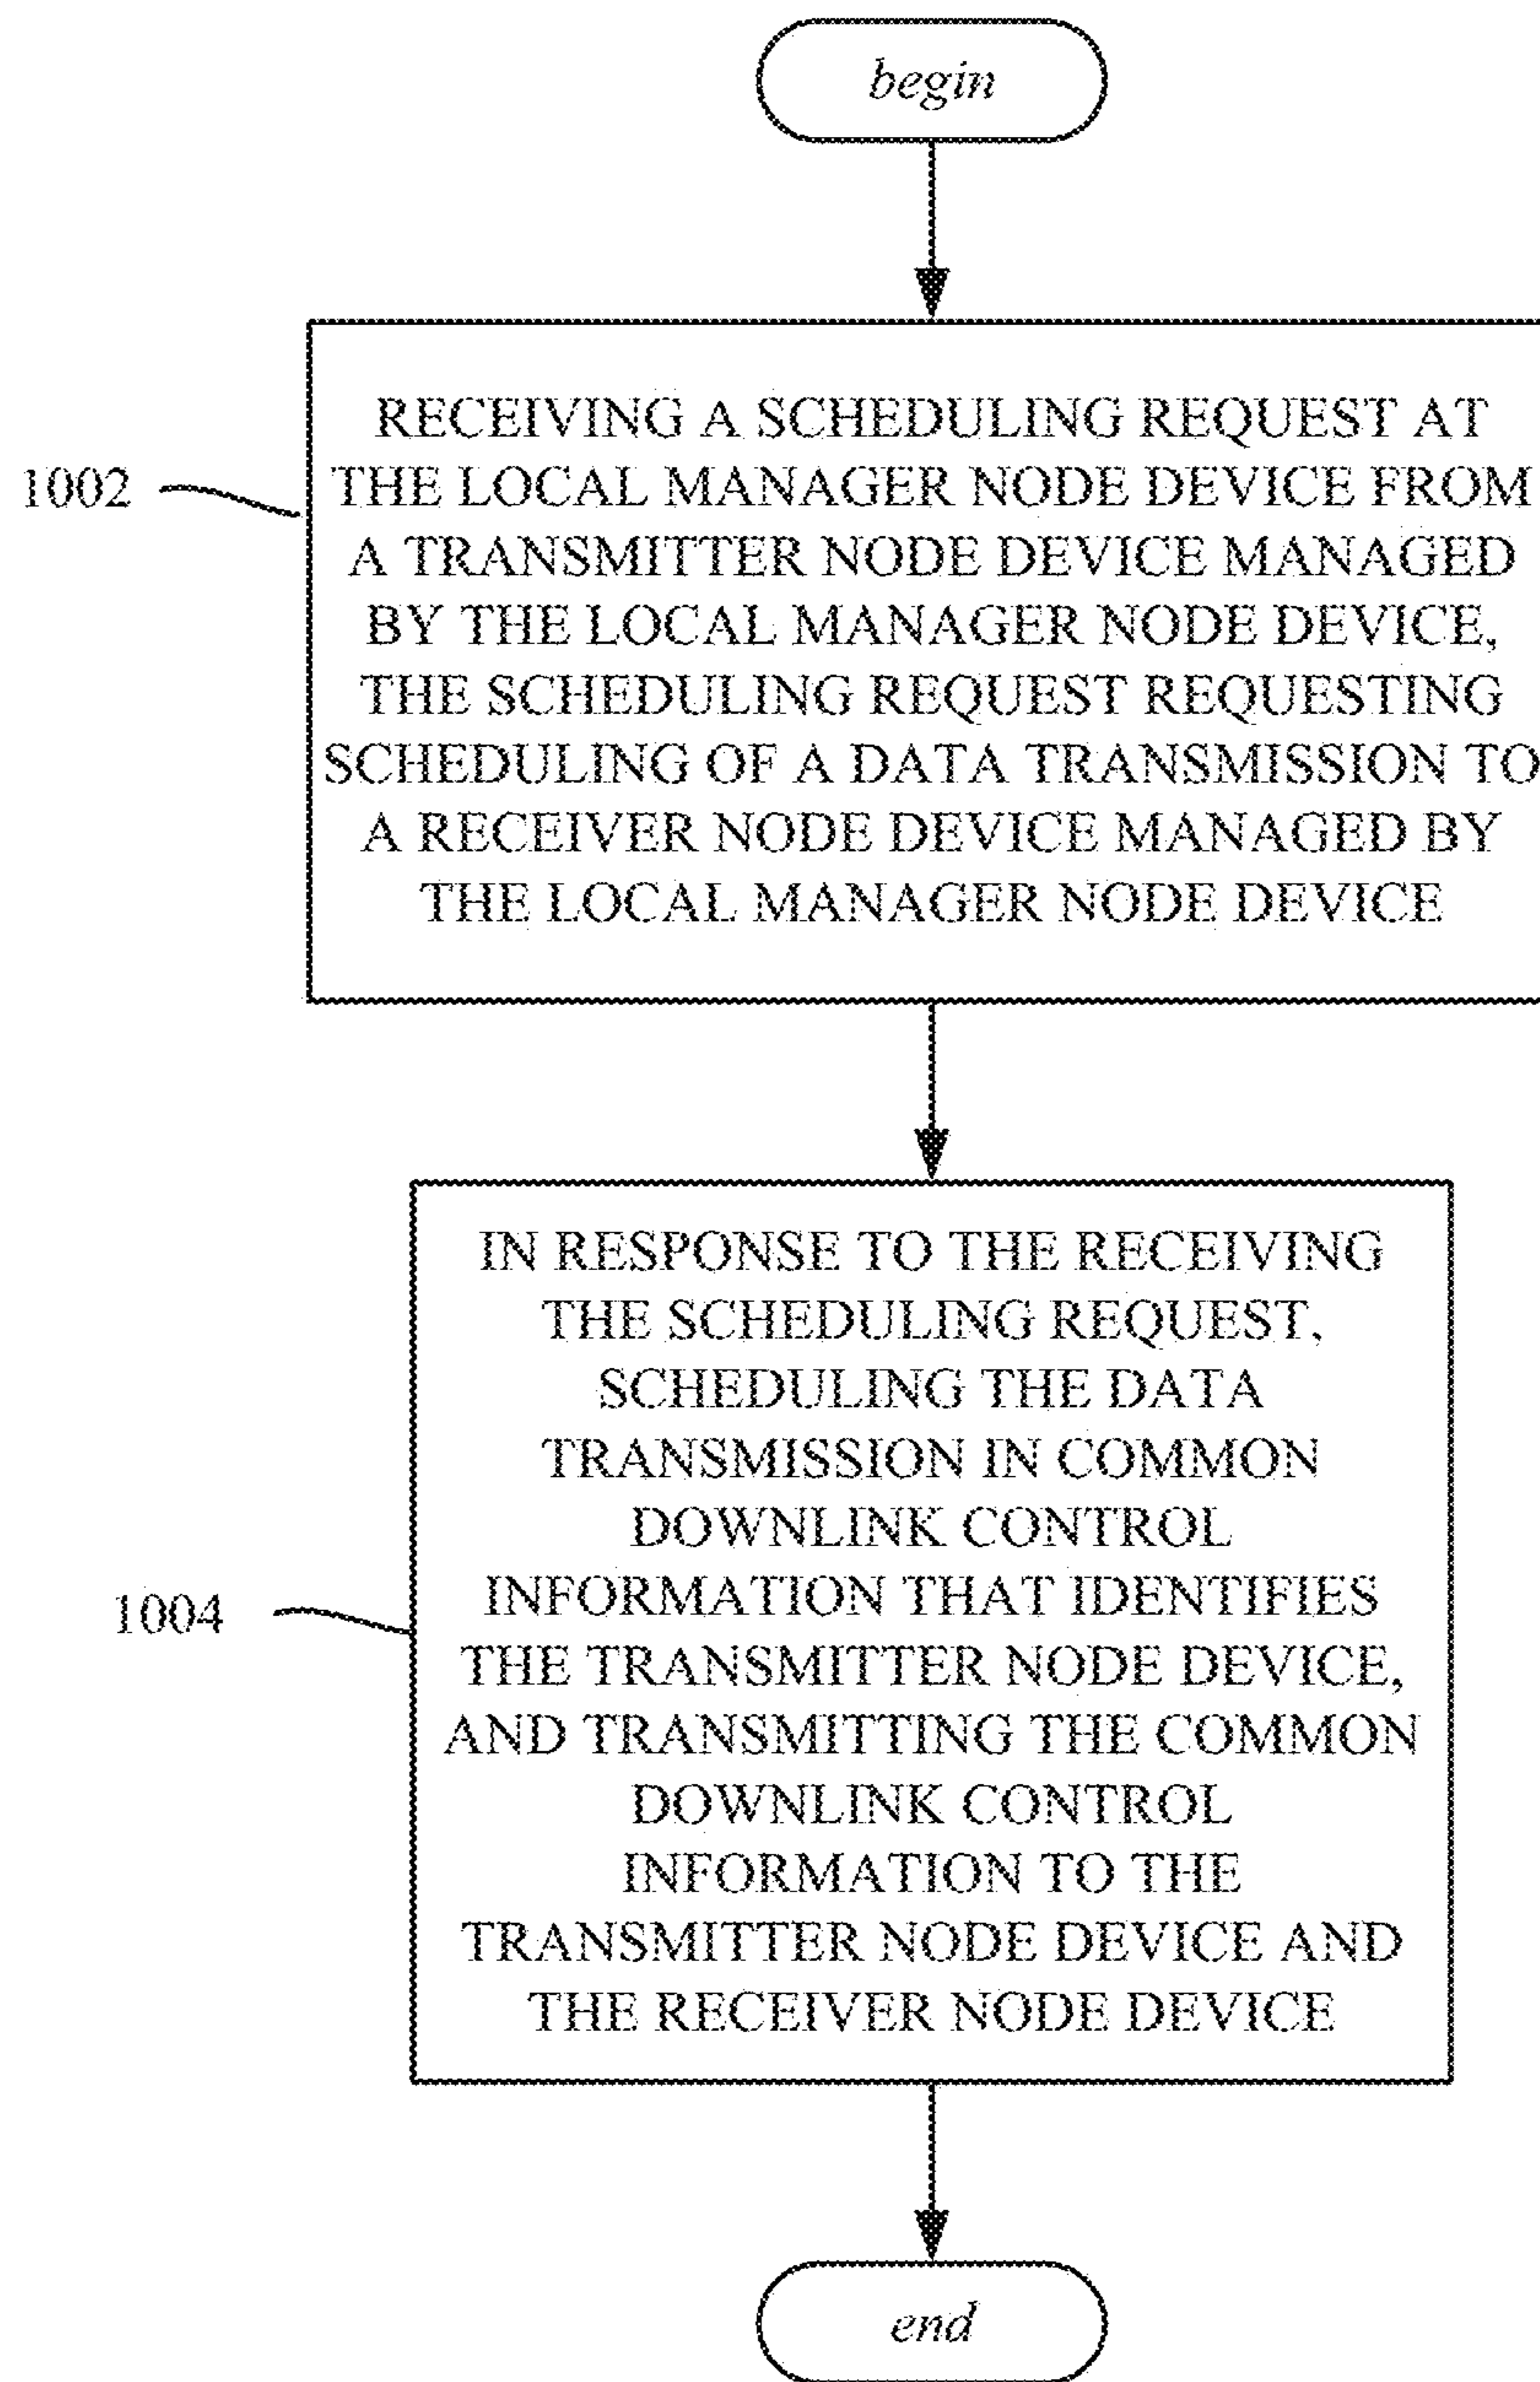 begin
RECEIVING A SCHEDULING REQUEST AT
THE LOCAL MANAGER NODE DEVICE FROM
A TRANSMITTER NODE DEVICE MANAGED
BY THE LOCAL MANAGER NODE DEVICE,
THE SCHEDULING REQUEST REQUESTING
SCHEDULING OF A DATA TRANSMISSION TO
A RECEIVER NODE DEVICE MANAGED BY
THE LOCAL MANAGER NODE DEVICE
1002
IN RESPONSE TO THE RECEIVING
THE SCHEDULING REQUEST,
SCHEDULING THE DATA
TRANSMISSION IN COMMON
DOWNLINK CONTROL
INFORMATION THAT IDENTIFIES
THE TRANSMITTER NODE DEVICE,
AND TRANSMITTING THE COMMON
DOWNLINK CONTROL
INFORMATION TO THE
TRANSMITTER NODE DEVICE AND
THE RECEIVER NODE DEVICE
1004
end